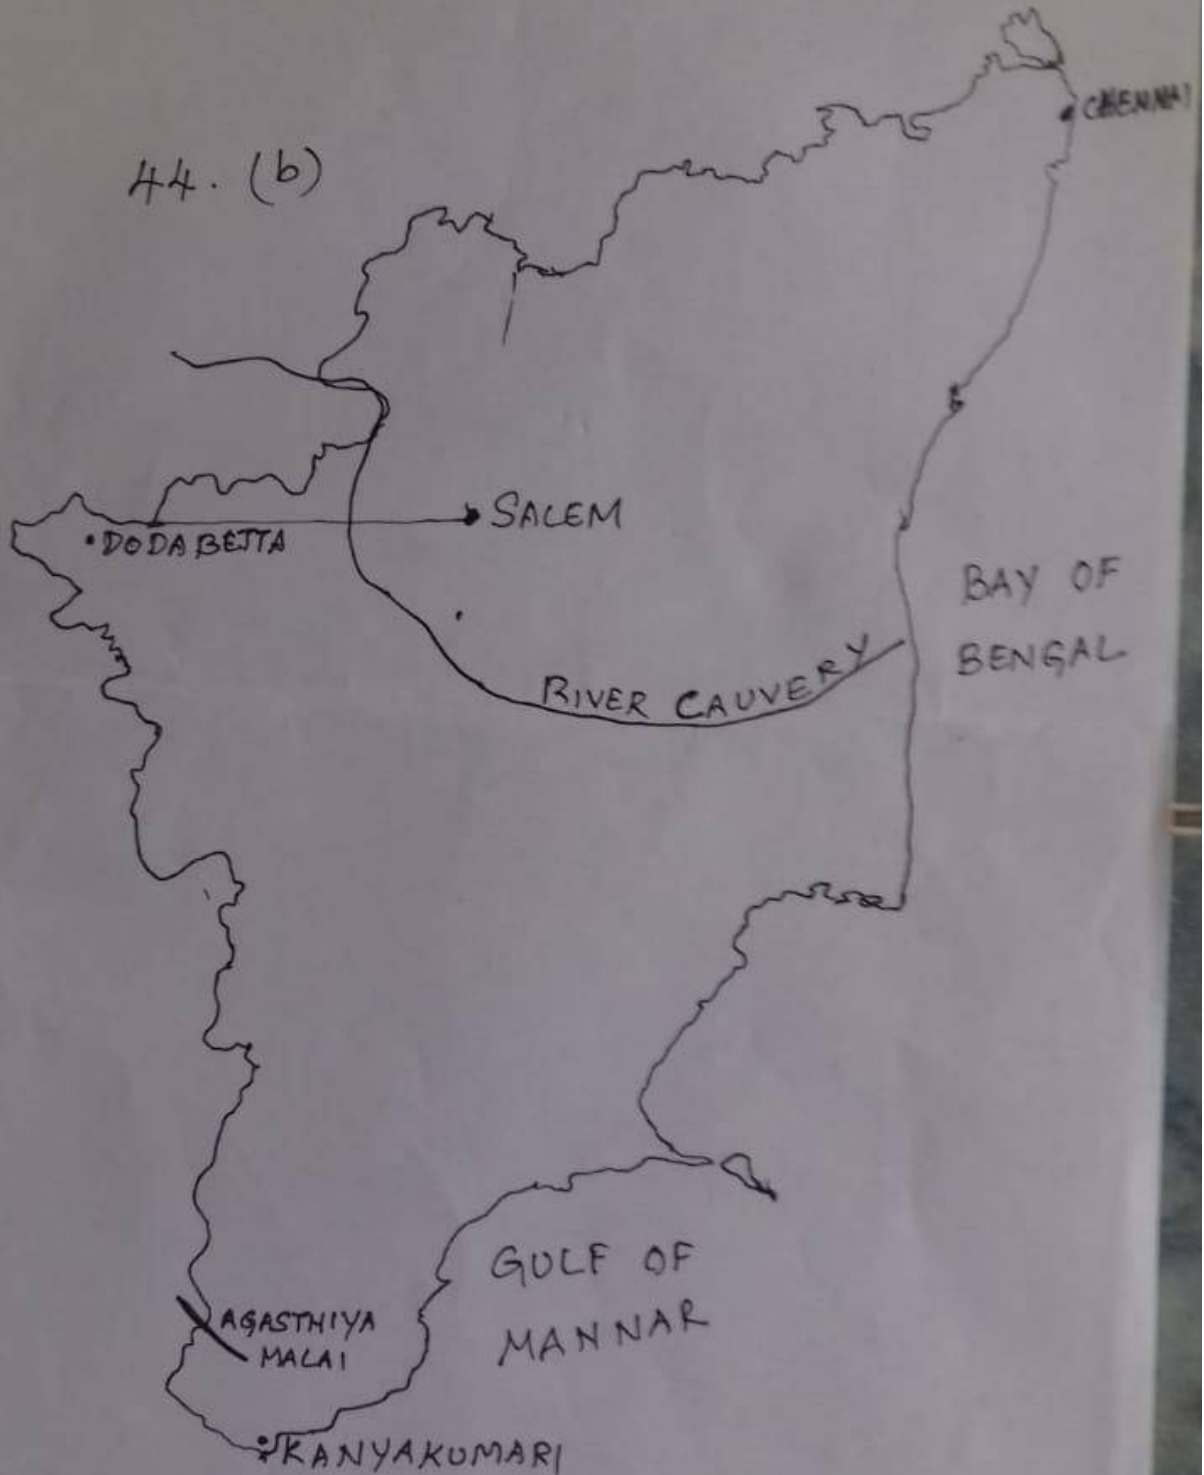 CHENNAI
44. (b)
SALEM
DODABETTA
BAY OF
BENGAL
RIVER CAUVERY
GULF OF
MANNAR
AGASTHIYA
MALAI
KANYAKUMARI